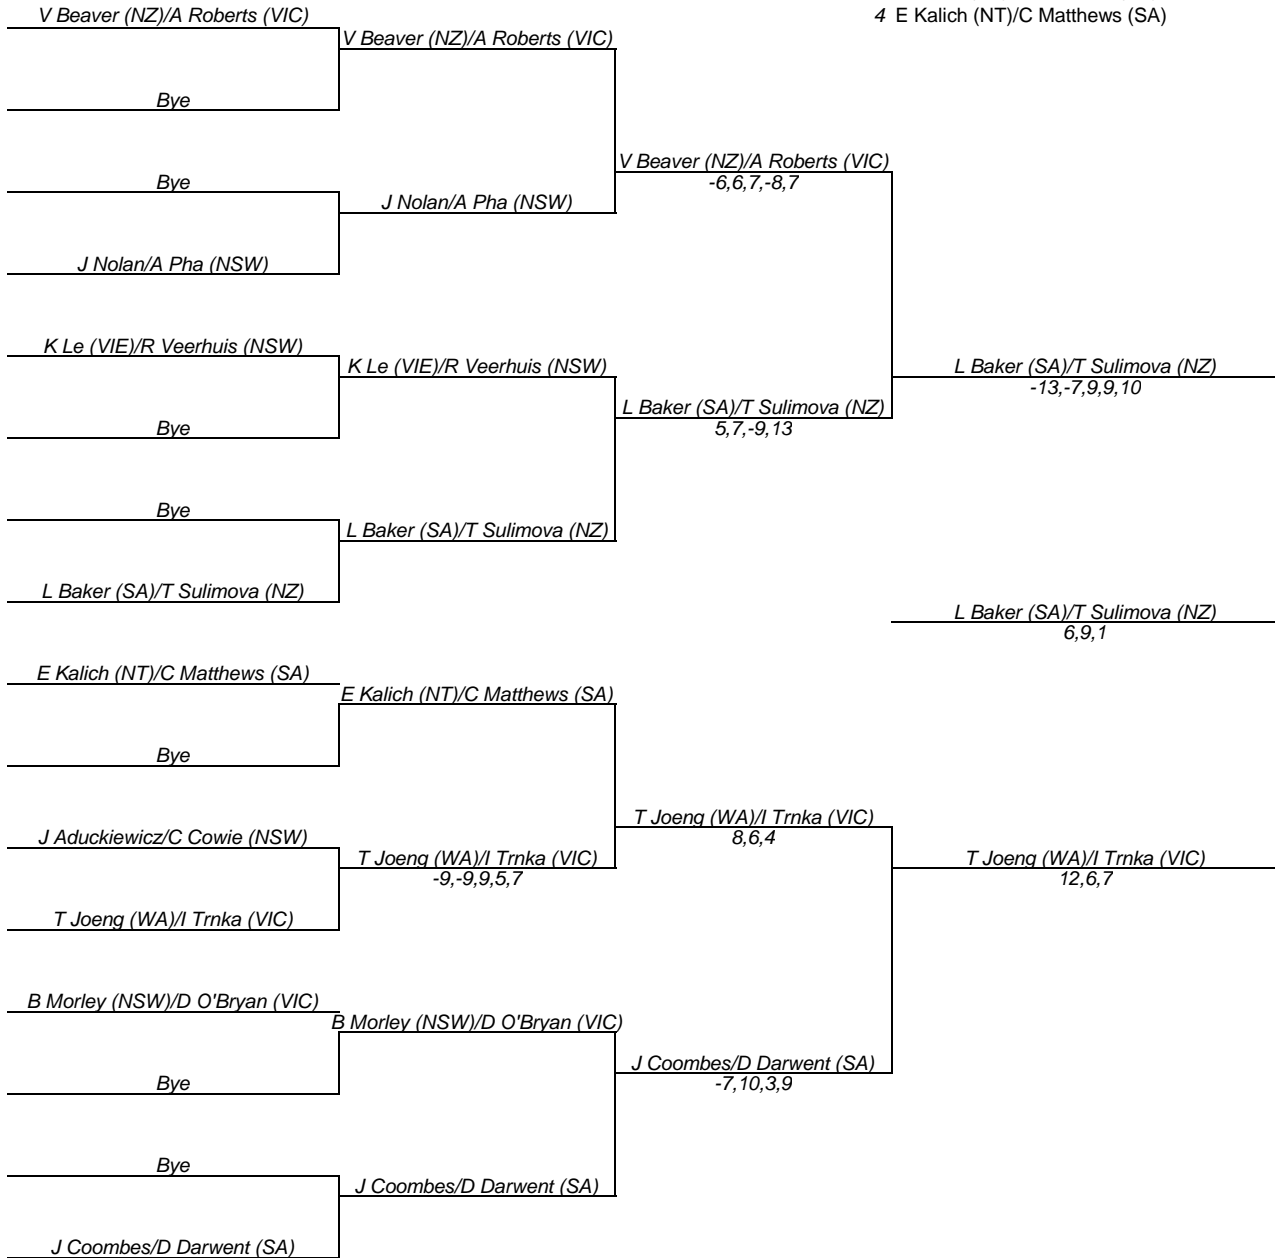 V Beaver (NZ)/A Roberts (VIC)
4 E Kalich (NT)/C Matthews (SA)
V Beaver (NZ)/A Roberts (VIC)
Bye
V Beaver (NZ)/A Roberts (VIC)
-6,6,7,-8,7
Bye
J Nolan/A Pha (NSW)
J Nolan/A Pha (NSW)
K Le (VIE)/R Veerhuis (NSW)
K Le (VIE)/R Veerhuis (NSW)
L Baker (SA)/T Sulimova (NZ)
-13,-7,9,9,10
L Baker (SA)/T Sulimova (NZ)
5,7,-9,13
Bye
Bye
L Baker (SA)/T Sulimova (NZ)
L Baker (SA)/T Sulimova (NZ)
L Baker (SA)/T Sulimova (NZ)
6,9,1
E Kalich (NT)/C Matthews (SA)
E Kalich (NT)/C Matthews (SA)
Bye
T Joeng (WA)/I Trnka (VIC)
8,6,4
J Aduckiewicz/C Cowie (NSW)
T Joeng (WA)/I Trnka (VIC)
-9,-9,9,5,7
T Joeng (WA)/I Trnka (VIC)
12,6,7
T Joeng (WA)/I Trnka (VIC)
B Morley (NSW)/D O'Bryan (VIC)
B Morley (NSW)/D O'Bryan (VIC)
J Coombes/D Darwent (SA)
-7,10,3,9
Bye
Bye
J Coombes/D Darwent (SA)
J Coombes/D Darwent (SA)